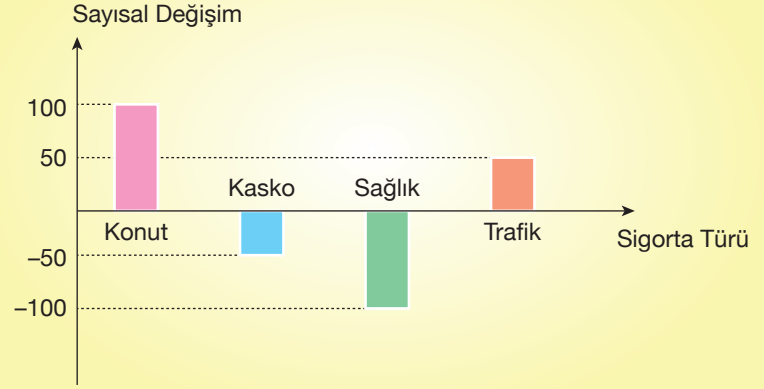 Sayısal Değişim
100
50
Kasko Sağlık
Konut Trafik
Sigorta Türü
–50
–100